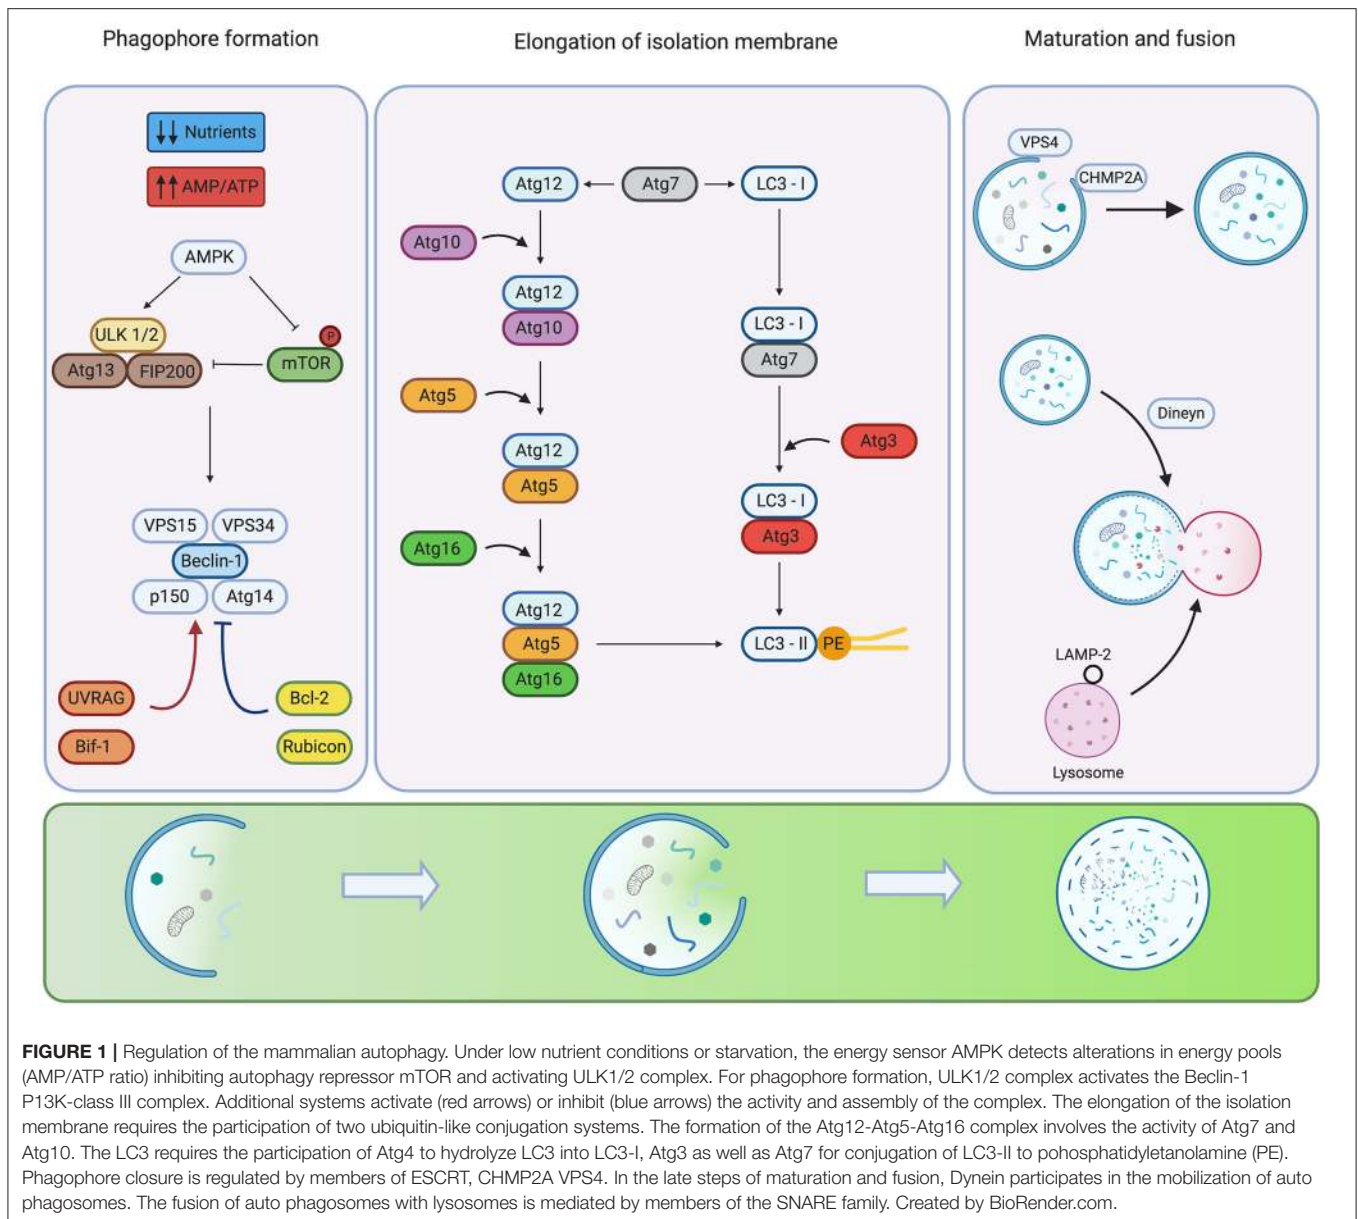 Phagophore formation
Elongation of isolation membrane
Maturation and fusion
↓↓ Nutrients
↑↑ AMP/ATP
AMPK
ULK 1/2
Atg13
FIP200
P
mTOR
VPS15
VPS34
Beclin-1
p150
Atg14
UVRAG
Bcl-2
Bif-1
Rubicon
Atg12
Atg7
LC3 - I
Atg10
Atg12
Atg10
LC3 - I
Atg7
Atg5
Atg3
Atg12
Atg5
LC3 - I
Atg3
Atg16
Atg12
Atg5
Atg16
LC3 - II
PE
VPS4
CHMP2A
Dineyn
LAMP-2
Lysosome
FIGURE 1 | Regulation of the mammalian autophagy. Under low nutrient conditions or starvation, the energy sensor AMPK detects alterations in energy pools
(AMP/ATP ratio) inhibiting autophagy repressor mTOR and activating ULK1/2 complex. For phagophore formation, ULK1/2 complex activates the Beclin-1
P13K-class III complex. Additional systems activate (red arrows) or inhibit (blue arrows) the activity and assembly of the complex. The elongation of the isolation
membrane requires the participation of two ubiquitin-like conjugation systems. The formation of the Atg12-Atg5-Atg16 complex involves the activity of Atg7 and
Atg10. The LC3 requires the participation of Atg4 to hydrolyze LC3 into LC3-I, Atg3 as well as Atg7 for conjugation of LC3-II to pohosphatidyletanolamine (PE).
Phagophore closure is regulated by members of ESCRT, CHMP2A VPS4. In the late steps of maturation and fusion, Dynein participates in the mobilization of auto
phagosomes. The fusion of auto phagosomes with lysosomes is mediated by members of the SNARE family. Created by BioRender.com.